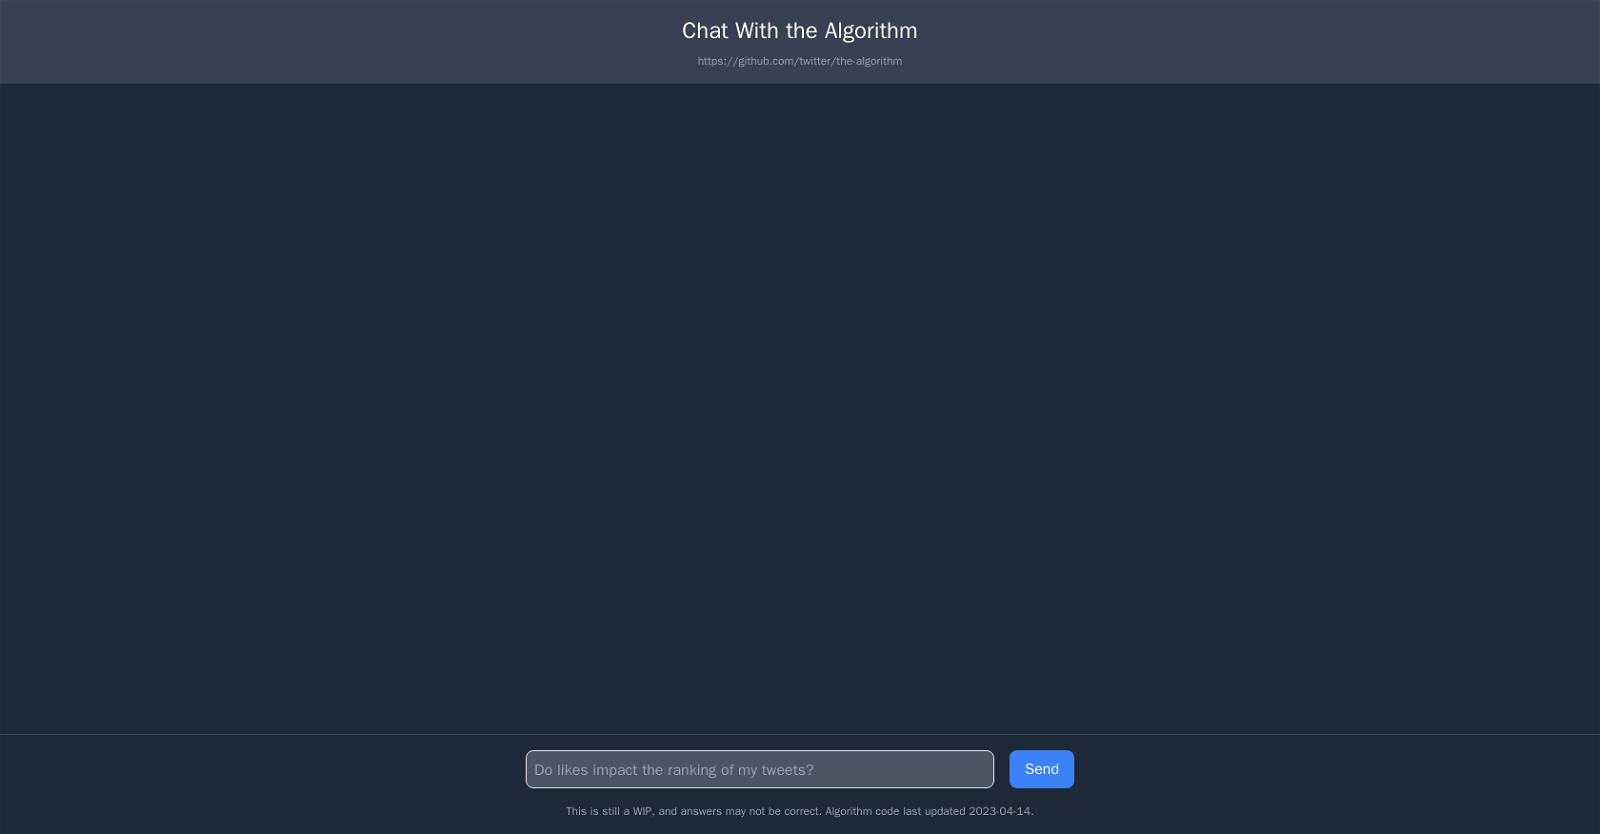 Chat With the Algorithm
https://github.com/twitter/the-algorithm
Do likes impact the ranking of my tweets?
Send
This is still a WIP, and answers may not be correct. Algorithm code last updated 2023-04-14.